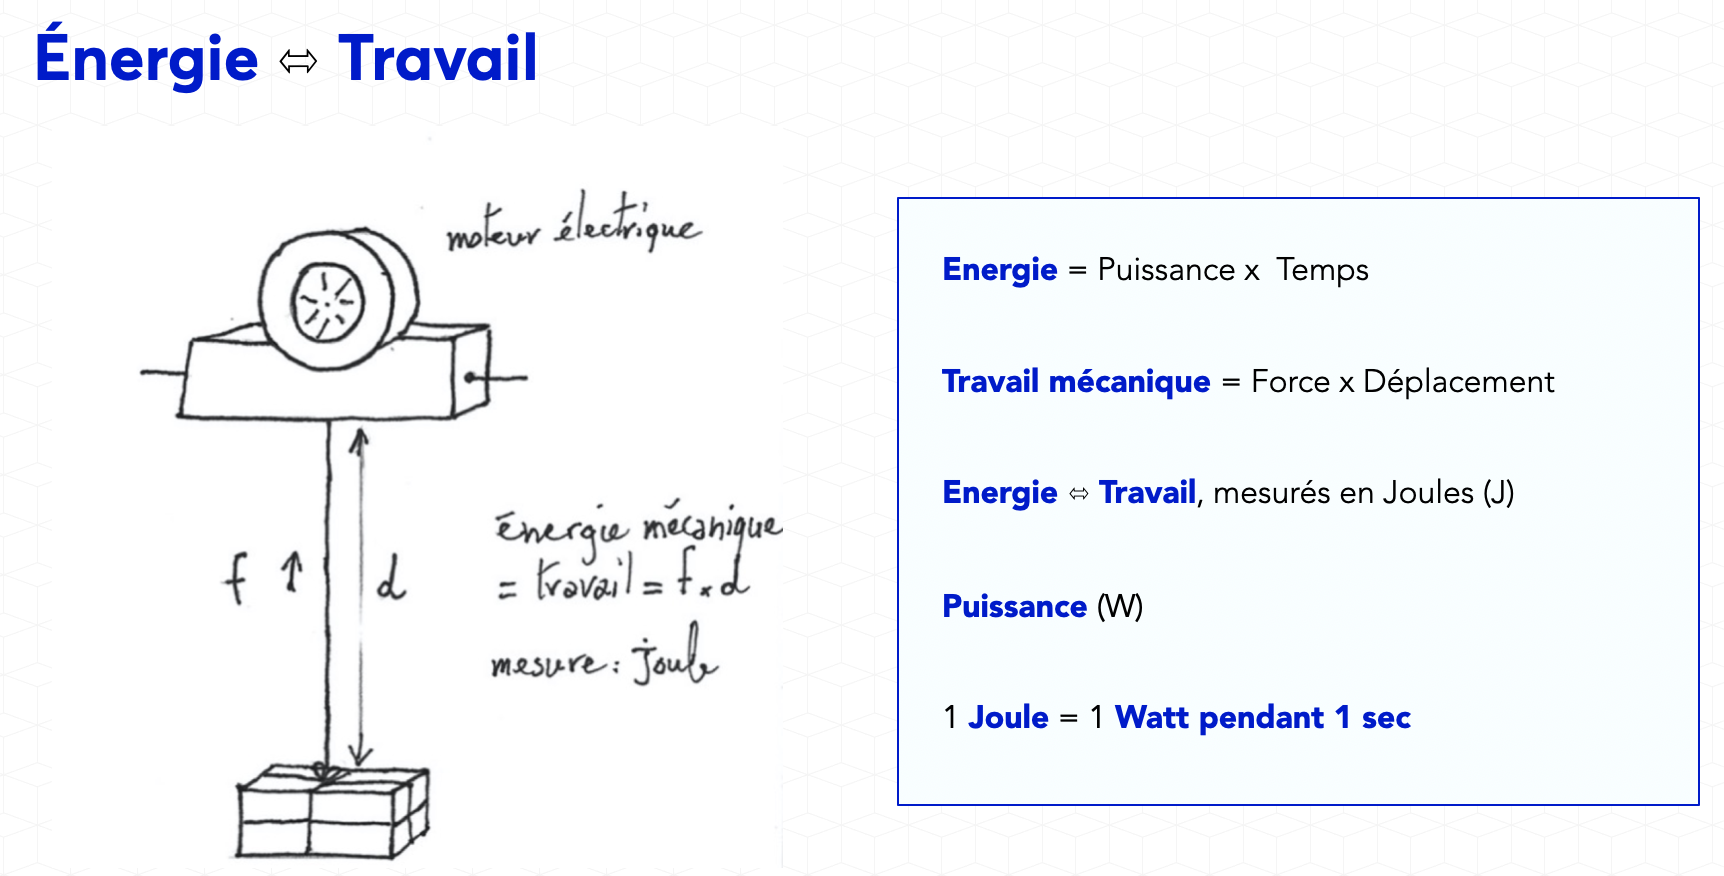 Énergie ⬄ Travail
moteur électrique
f ↑ d
énergie mécanique
= travail = f x d
mesure : joule
Energie = Puissance x Temps
Travail mécanique = Force x Déplacement
Energie ⬄ Travail, mesurés en Joules (J)
Puissance (W)
1 Joule = 1 Watt pendant 1 sec